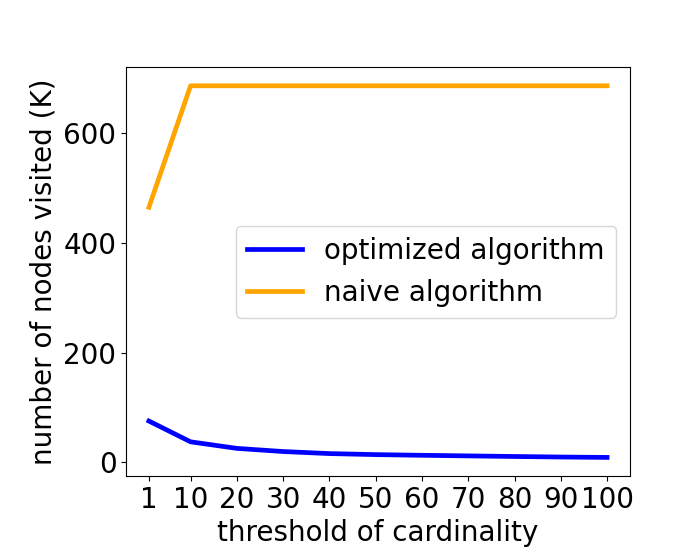 number of nodes visited (K)
600
400
200
0
optimized algorithm
naive algorithm
1 10 20 30 40 50 60 70 80 90 100
threshold of cardinality